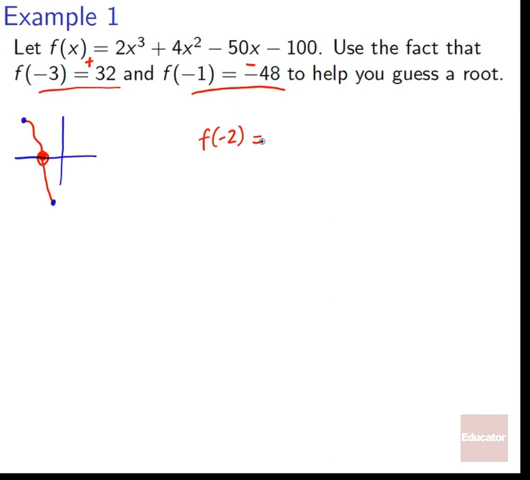 Example 1
Let f(x) = 2x³ + 4x² − 50x − 100. Use the fact that
f(−3) = 32 and f(−1) = −48 to help you guess a root.
+ −
f(-2) =
Educator